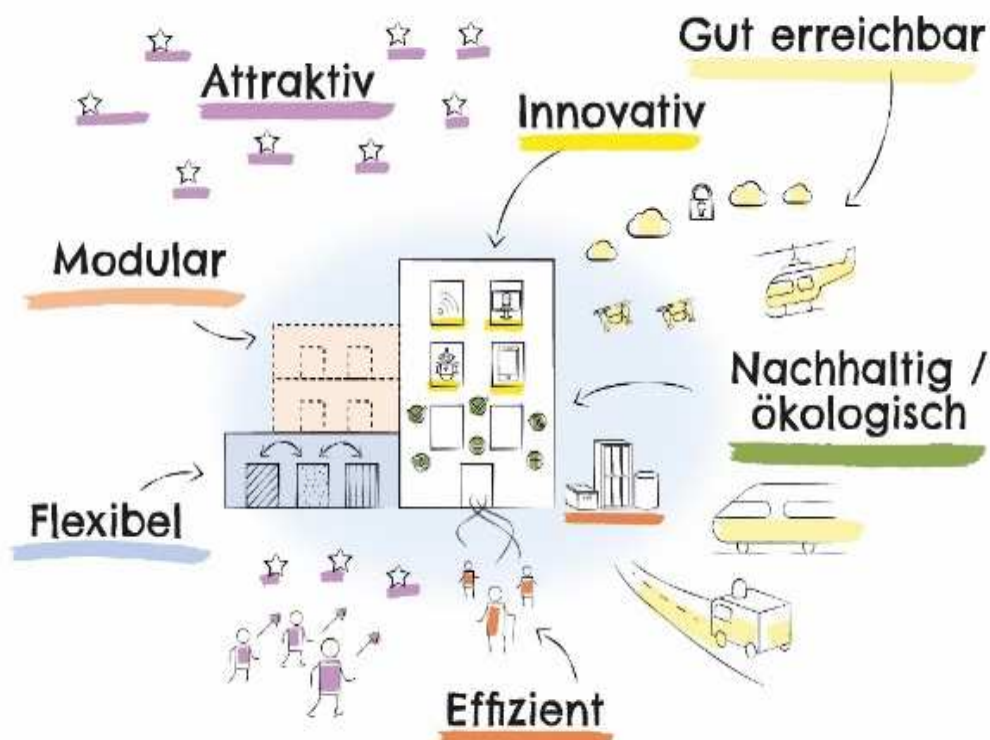 Gut erreichbar
Attraktiv
Innovativ
Modular
Nachhaltig /
ökologisch
Flexibel
Effizient